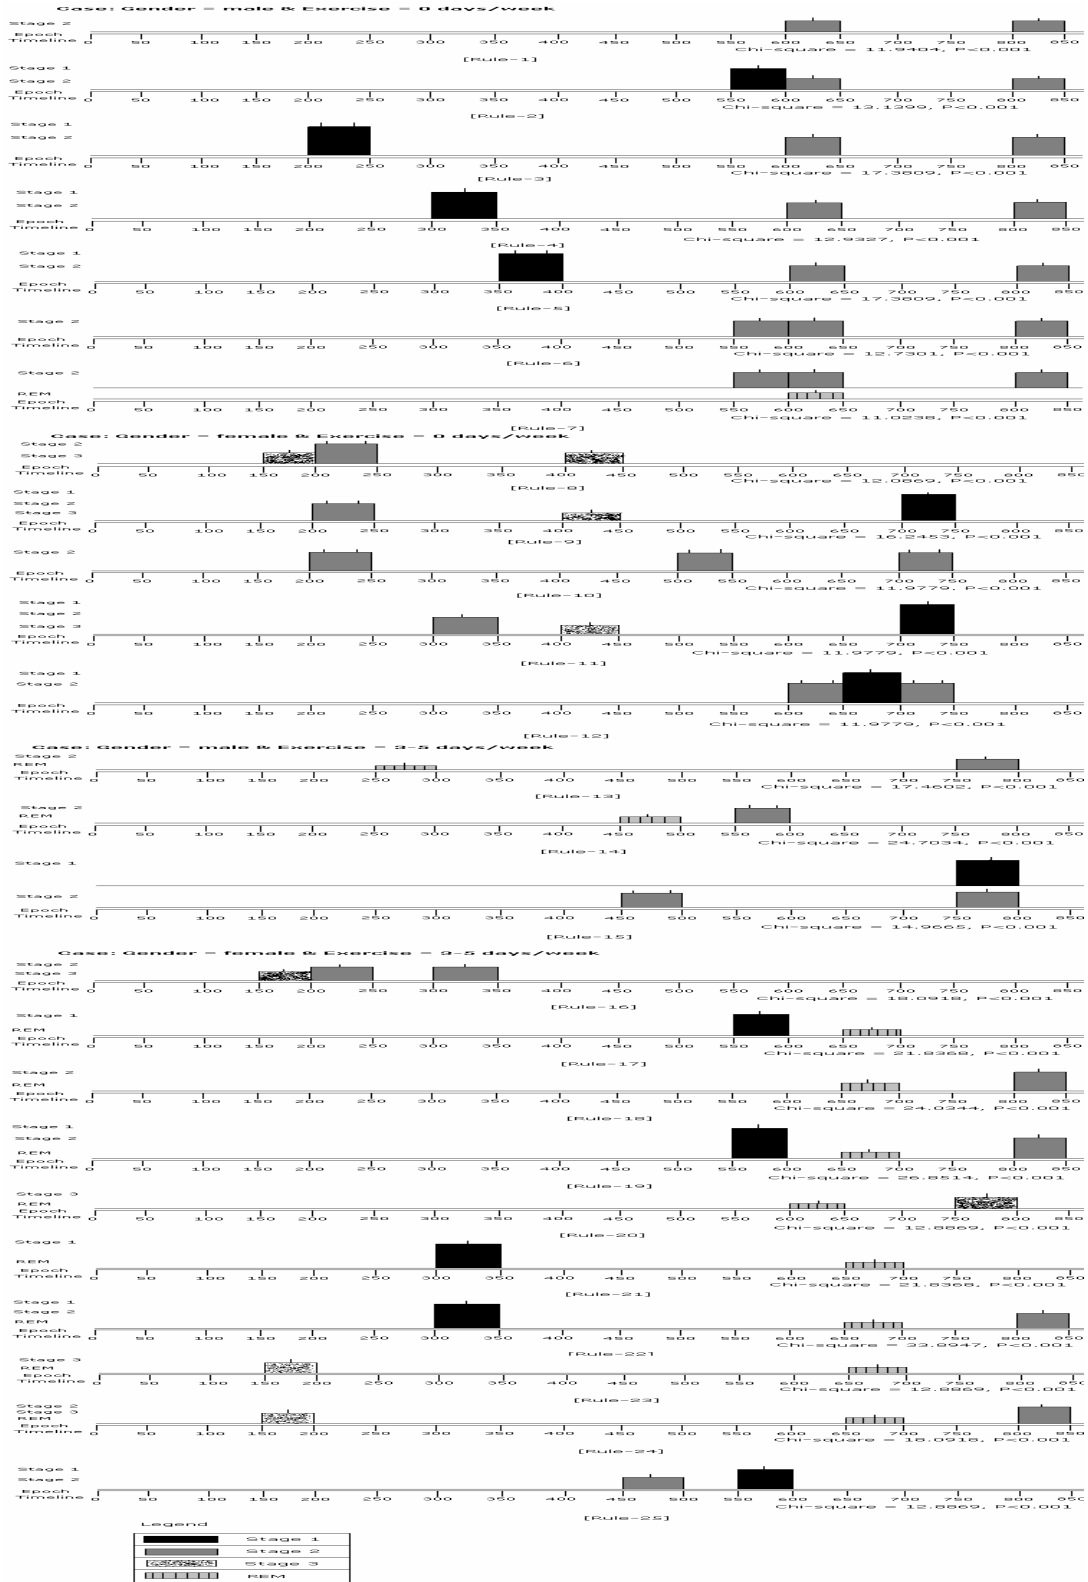 Case: Gender = male & Exercise = 0 days/week
Stage 2
Epoch
Timeline 0 50 100 150 200 250 300 350 400 450 500 550 600 650 700 750 800 850
Chi-square = 11.9404, P<0.001
[Rule-1]
Stage 1
Stage 2
Epoch
Timeline 0 50 100 150 200 250 300 350 400 450 500 550 600 650 700 750 800 850
Chi-square = 13.1399, P<0.001
[Rule-2]
Stage 1
Stage 2
Epoch
Timeline 0 50 100 150 200 250 300 350 400 450 500 550 600 650 700 750 800 850
Chi-square = 17.3809, P<0.001
[Rule-3]
Stage 1
Stage 2
Epoch
Timeline 0 50 100 150 200 250 300 350 400 450 500 550 600 650 700 750 800 850
Chi-square = 12.9327, P<0.001
[Rule-4]
Stage 1
Stage 2
Epoch
Timeline 0 50 100 150 200 250 300 350 400 450 500 550 600 650 700 750 800 850
Chi-square = 17.3809, P<0.001
[Rule-5]
Stage 2
Epoch
Timeline 0 50 100 150 200 250 300 350 400 450 500 550 600 650 700 750 800 850
Chi-square = 12.7301, P<0.001
[Rule-6]
Stage 2
REM
Epoch
Timeline 0 50 100 150 200 250 300 350 400 450 500 550 600 650 700 750 800 850
Chi-square = 11.0238, P<0.001
[Rule-7]
Case: Gender = female & Exercise = 0 days/week
Stage 2
Stage 3
Epoch
Timeline 0 50 100 150 200 250 300 350 400 450 500 550 600 650 700 750 800 850
Chi-square = 12.0869, P<0.001
Stage 1
Stage 2
Stage 3
Epoch
Timeline 0 50 100 150 200 250 300 350 400 450 500 550 600 650 700 750 800 850
Chi-square = 16.2453, P<0.001
[Rule-9]
Stage 2
Epoch
Timeline 0 50 100 150 200 250 300 350 400 450 500 550 600 650 700 750 800 850
Chi-square = 11.9779, P<0.001
[Rule-10]
Stage 1
Stage 2
Stage 3
Epoch
Timeline 0 50 100 150 200 250 300 350 400 450 500 550 600 650 700 750 800 850
Chi-square = 11.9779, P<0.001
[Rule-11]
Stage 1
Stage 2
Epoch
Timeline 0 50 100 150 200 250 300 350 400 450 500 550 600 650 700 750 800 850
Chi-square = 11.9779, P<0.001
[Rule-12]
Case: Gender = male & Exercise = 3-5 days/week
Stage 2
REM
Epoch
Timeline 0 50 100 150 200 250 300 350 400 450 500 550 600 650 700 750 800 850
Chi-square = 17.4602, P<0.001
[Rule-13]
Stage 2
REM
Epoch
Timeline 0 50 100 150 200 250 300 350 400 450 500 550 600 650 700 750 800 850
Chi-square = 24.7034, P<0.001
[Rule-14]
Stage 1
Stage 2
Epoch
Timeline 0 50 100 150 200 250 300 350 400 450 500 550 600 650 700 750 800 850
Chi-square = 14.9665, P<0.001
[Rule-15]
Case: Gender = female & Exercise = 3-5 days/week
Stage 2
Stage 3
Epoch
Timeline 0 50 100 150 200 250 300 350 400 450 500 550 600 650 700 750 800 850
Chi-square = 18.0918, P<0.001
[Rule-16]
Stage 1
REM
Epoch
Timeline 0 50 100 150 200 250 300 350 400 450 500 550 600 650 700 750 800 850
Chi-square = 21.8368, P<0.001
[Rule-17]
Stage 2
REM
Epoch
Timeline 0 50 100 150 200 250 300 350 400 450 500 550 600 650 700 750 800 850
Chi-square = 24.0344, P<0.001
[Rule-18]
Stage 1
Stage 2
REM
Epoch
Timeline 0 50 100 150 200 250 300 350 400 450 500 550 600 650 700 750 800 850
Chi-square = 26.8514, P<0.001
[Rule-19]
Stage 3
REM
Epoch
Timeline 0 50 100 150 200 250 300 350 400 450 500 550 600 650 700 750 800 850
Chi-square = 12.8869, P<0.001
[Rule-20]
Stage 1
REM
Epoch
Timeline 0 50 100 150 200 250 300 350 400 450 500 550 600 650 700 750 800 850
Chi-square = 21.8368, P<0.001
[Rule-21]
Stage 1
Stage 2
REM
Epoch
Timeline 0 50 100 150 200 250 300 350 400 450 500 550 600 650 700 750 800 850
Chi-square = 33.8947, P<0.001
[Rule-22]
Stage 3
REM
Epoch
Timeline 0 50 100 150 200 250 300 350 400 450 500 550 600 650 700 750 800 850
Chi-square = 12.8869, P<0.001
[Rule-23]
Stage 2
Stage 3
REM
Epoch
Timeline 0 50 100 150 200 250 300 350 400 450 500 550 600 650 700 750 800 850
Chi-square = 18.0918, P<0.001
[Rule-24]
Stage 1
Stage 2
Epoch
Timeline 0 50 100 150 200 250 300 350 400 450 500 550 600 650 700 750 800 850
Chi-square = 12.8869, P<0.001
[Rule-25]
Legend
Stage 1
Stage 2
Stage 3
REM